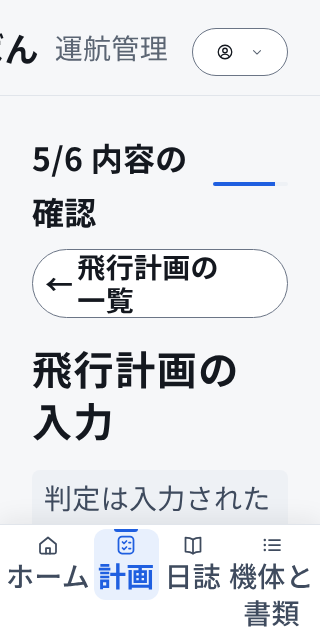 ん 運航管理
5/6 内容の
確認
← 飛行計画の
一覧
飛行計画の
入力
判定は入力された
ホーム 計画 日誌 機体と
書類